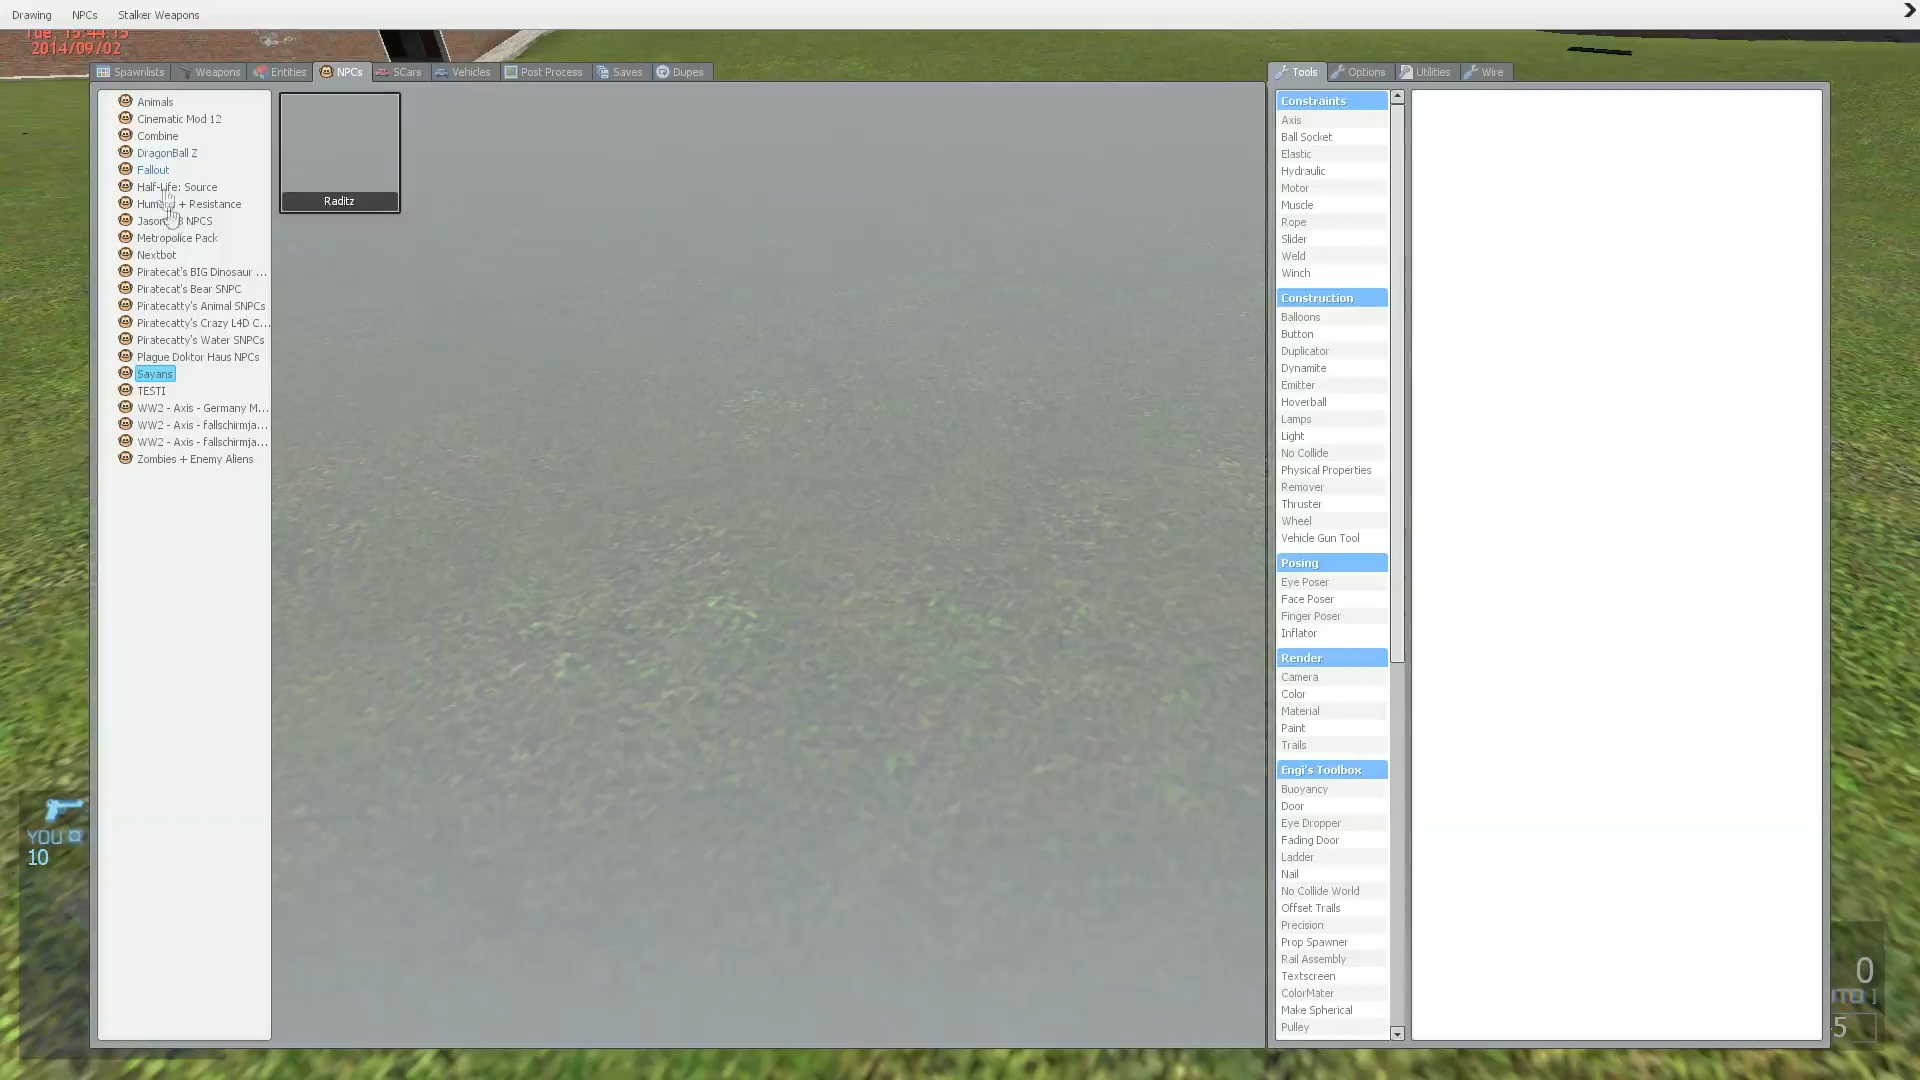 Drawing NPCs Stalker Weapons
Tue, 15:44:15
2014/09/02
Spawnlists Weapons Entities NPCs SCars Vehicles Post Process Saves Dupes
Tools Options Utilities Wire
Animals
Cinematic Mod 12
Combine
DragonBall Z
Fallout
Half-Life: Source
+ Resistance
NPCS
Metropolice Pack
Nextbot
Piratecat's BIG Dinosaur ...
Piratecat's Bear SNPC
Piratecatty's Animal SNPCs
Piratecatty's Crazy L4D C...
Piratecatty's Water SNPCs
Plague Doktor Haus NPCs
Sayans
TESTI
WW2 - Axis - Germany M...
WW2 - Axis - fallschirmja...
WW2 - Axis - fallschirmja...
Zombies + Enemy Aliens
Raditz
Constraints
Axis
Ball Socket
Elastic
Hydraulic
Motor
Muscle
Rope
Slider
Weld
Winch
Construction
Balloons
Button
Duplicator
Dynamite
Emitter
Hoverball
Lamps
Light
No Collide
Physical Properties
Remover
Thruster
Wheel
Vehicle Gun Tool
Posing
Eye Poser
Face Poser
Finger Poser
Inflator
Render
Camera
Color
Material
Paint
Trails
Engi's Toolbox
Buoyancy
Door
Eye Dropper
Fading Door
Ladder
Nail
No Collide World
Offset Trails
Precision
Prop Spawner
Rail Assembly
Textscreen
ColorMater
Make Spherical
Pulley
YOU
10
0